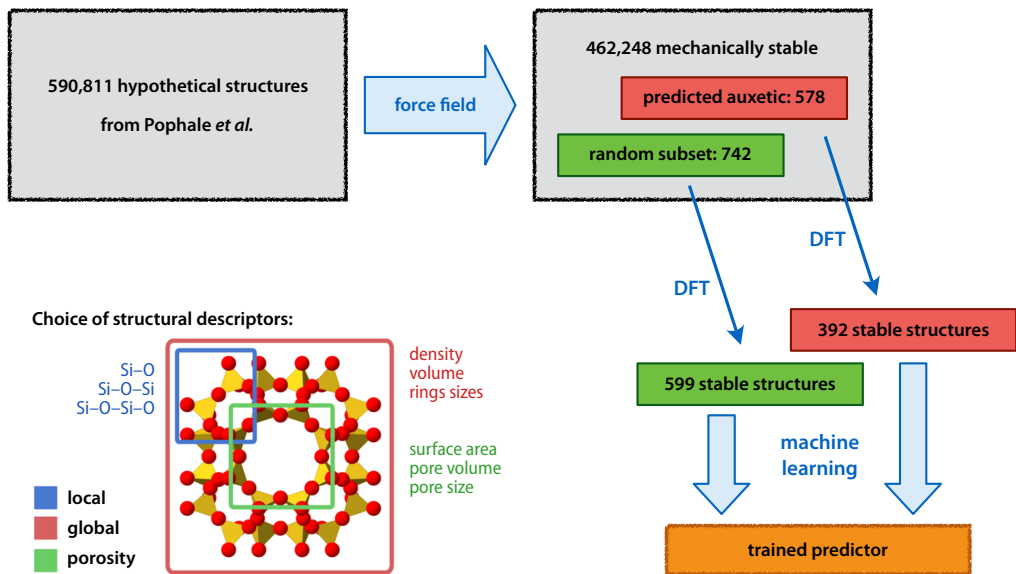 590,811 hypothetical structures
from Pophale et al.
force field
462,248 mechanically stable
predicted auxetic: 578
random subset: 742
DFT
DFT
392 stable structures
599 stable structures
machine
learning
trained predictor
Choice of structural descriptors:
Si–O
Si–O–Si
Si–O–Si–O
density
volume
rings sizes
surface area
pore volume
pore size
local
global
porosity